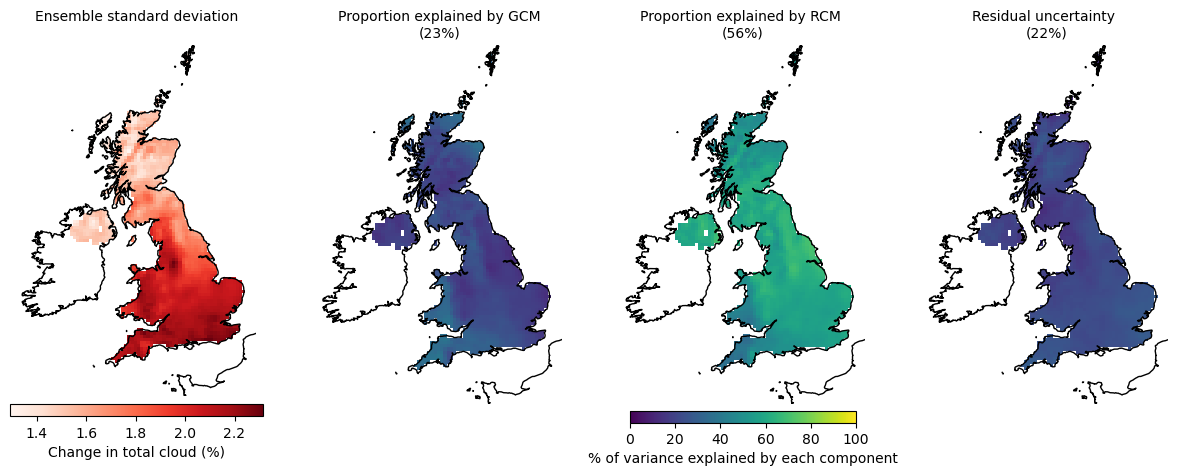 Ensemble standard deviation
Proportion explained by GCM
(23%)
Proportion explained by RCM
(56%)
Residual uncertainty
(22%)
1.4 1.6 1.8 2.0 2.2
Change in total cloud (%)
0 20 40 60 80 100
% of variance explained by each component